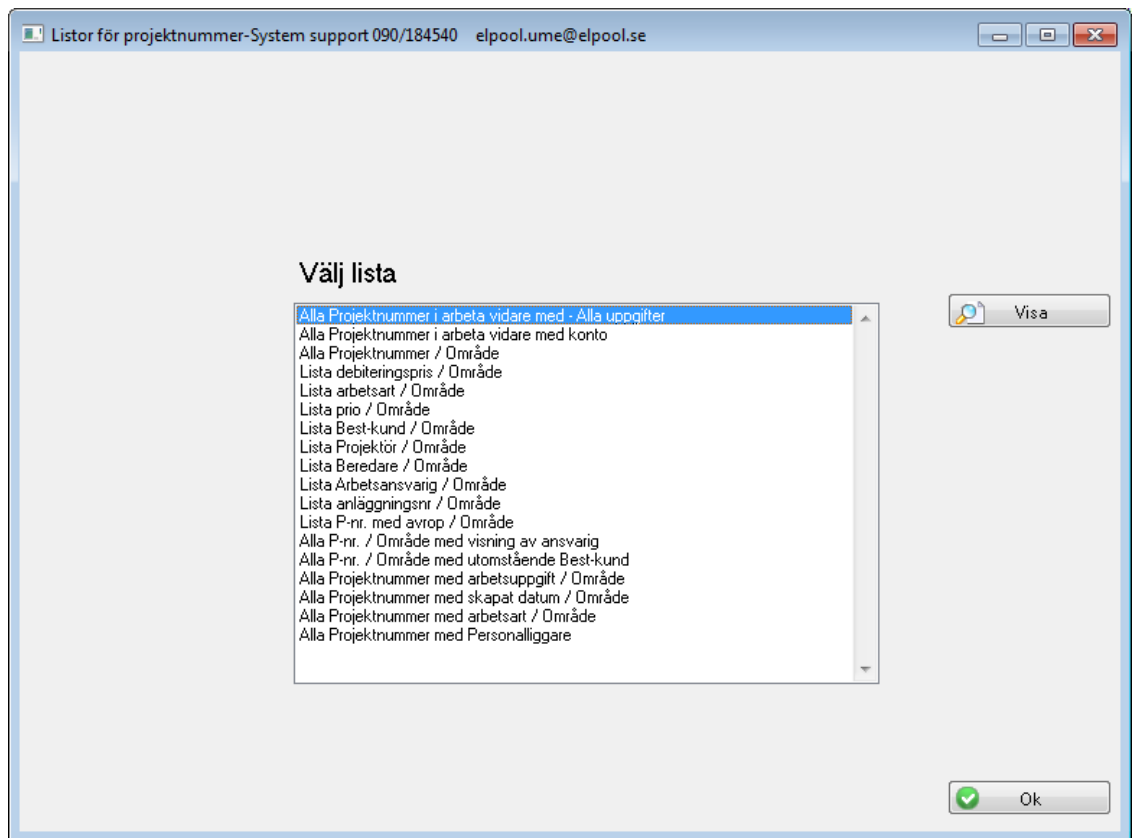 Listor för projektnummer-System support 090/184540    elpool.ume@elpool.se
Välj lista
Alla Projektnummer i arbeta vidare med - Alla uppgifter
Visa
Alla Projektnummer i arbeta vidare med konto
Alla Projektnummer / Område
Lista debiteringspris / Område
Lista arbetsart / Område
Lista prio / Område
Lista Best-kund / Område
Lista Projektör / Område
Lista Beredare / Område
Lista Arbetsansvarig / Område
Lista anläggningsnr / Område
Lista P-nr. med avrop / Område
Alla P-nr. / Område med visning av ansvarig
Alla P-nr. / Område med utomstående Best-kund
Alla Projektnummer med arbetsuppgift / Område
Alla Projektnummer med skapat datum / Område
Alla Projektnummer med arbetsart / Område
Alla Projektnummer med Personalliggare
Ok